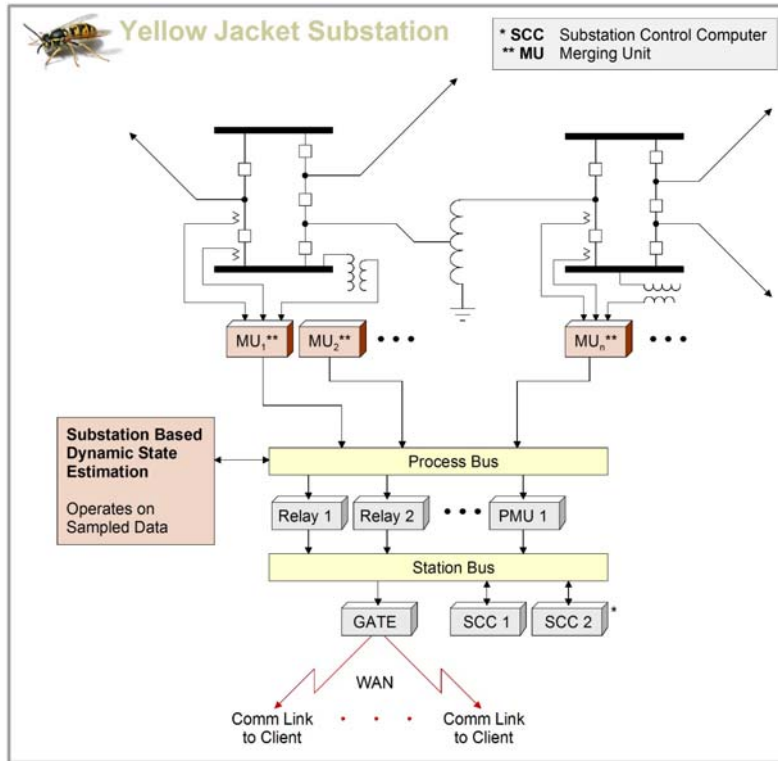 Yellow Jacket Substation
* SCC Substation Control Computer
** MU Merging Unit
MU1**
MU2**
MUn**
Substation Based
Dynamic State
Estimation
Operates on
Sampled Data
Process Bus
Relay 1
Relay 2
PMU 1
Station Bus
GATE
SCC 1
SCC 2
*
WAN
Comm Link
to Client
Comm Link
to Client